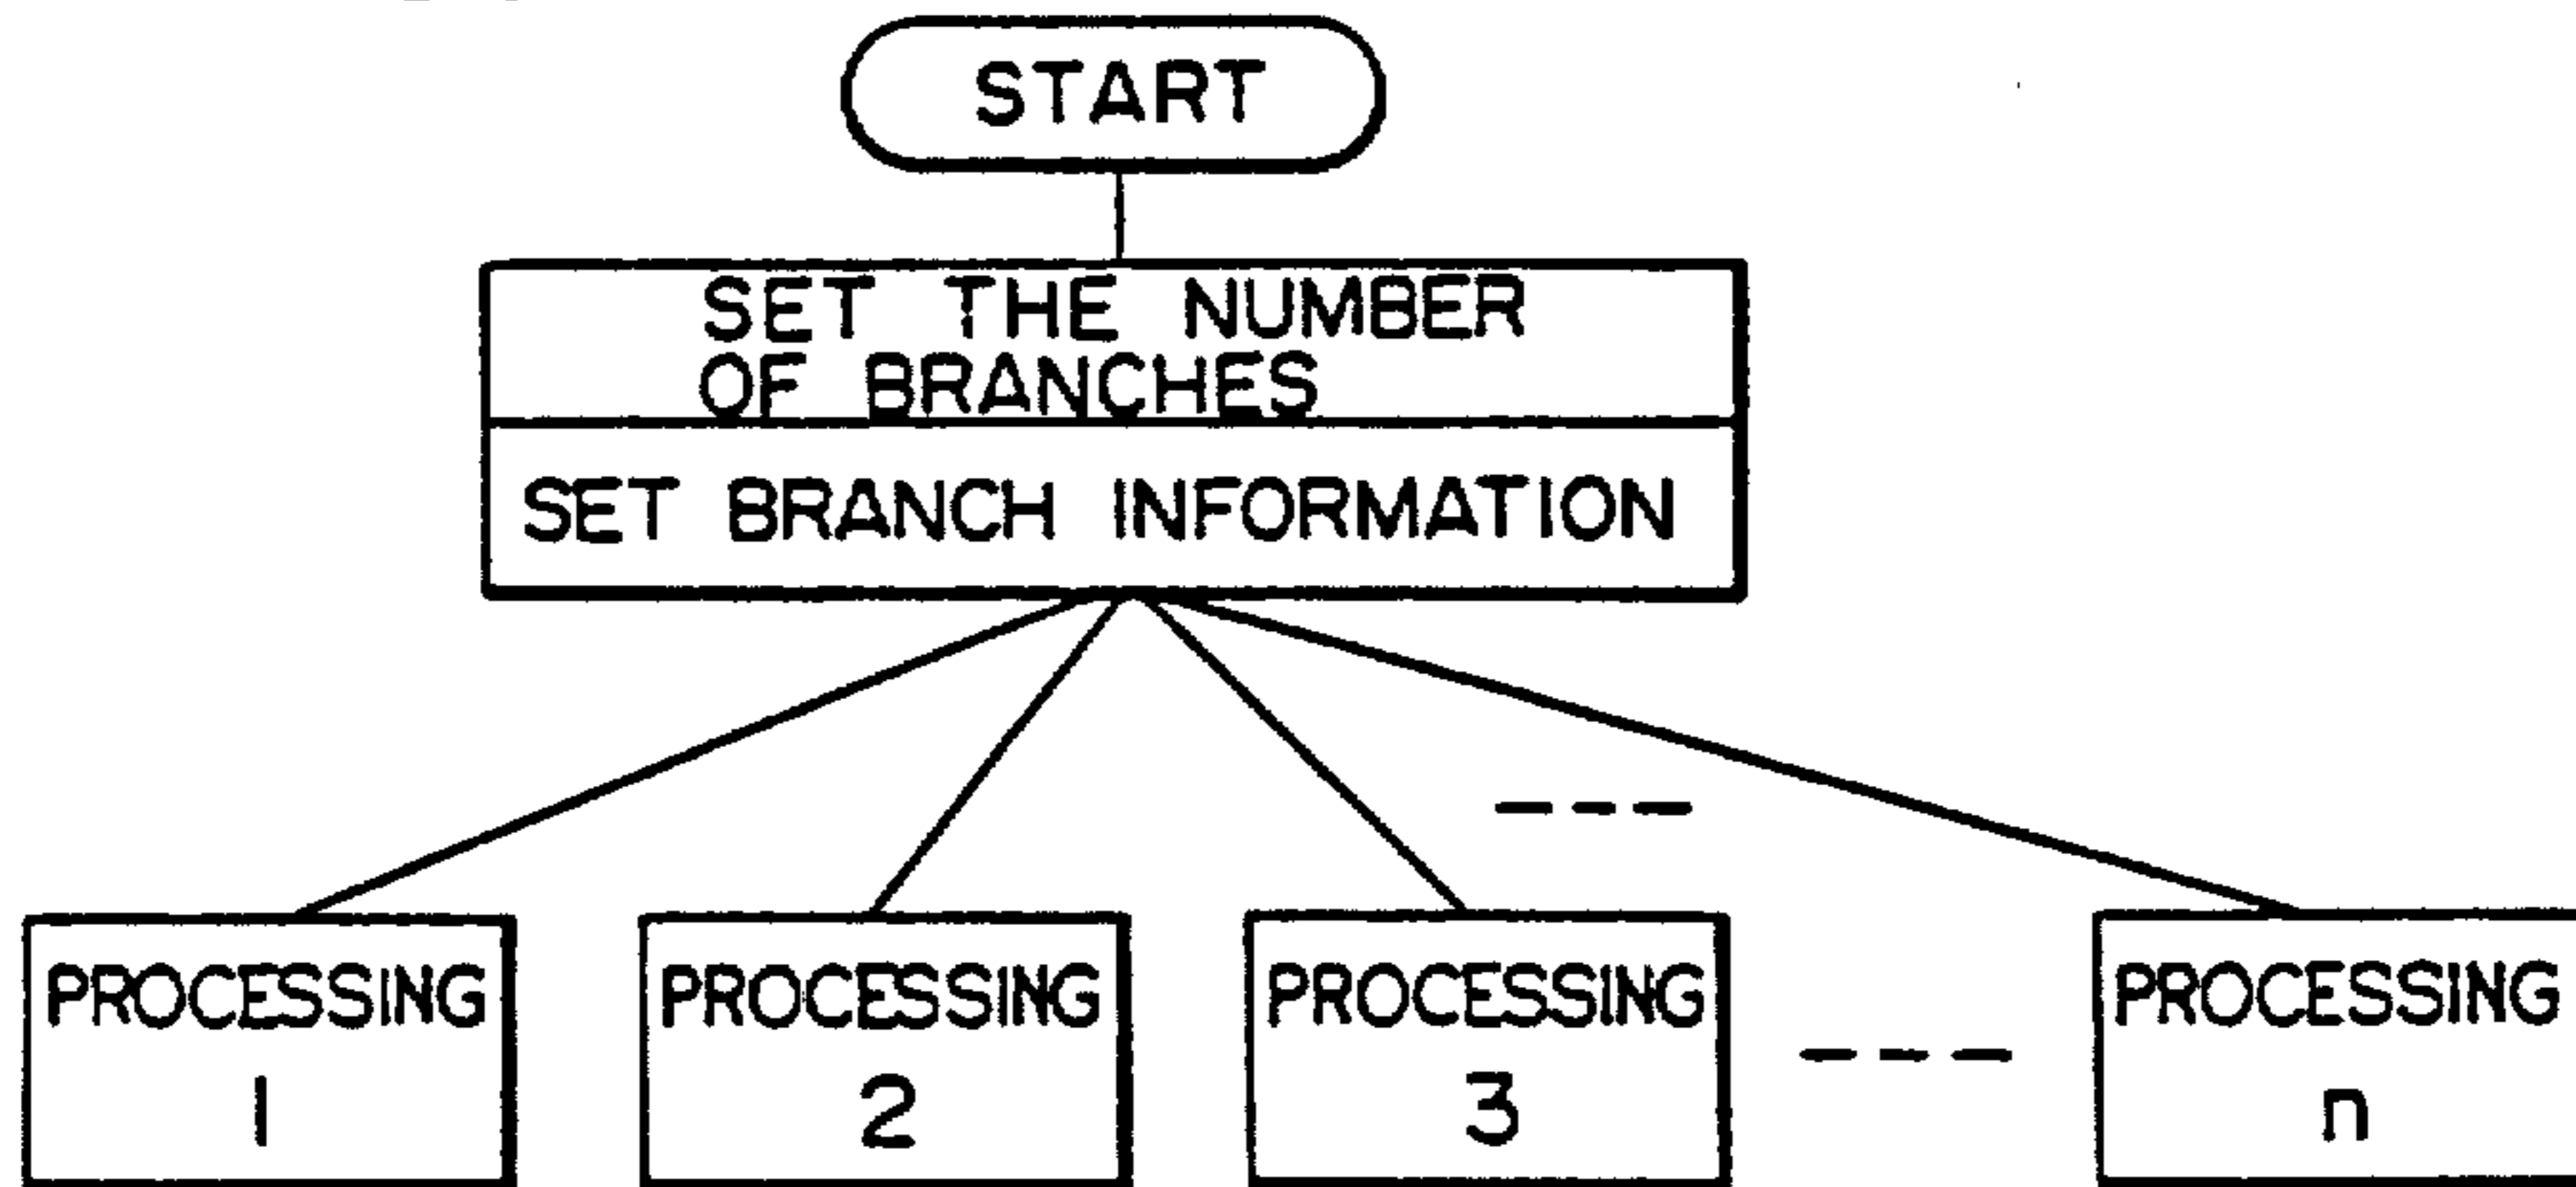 START
SET THE NUMBER
OF BRANCHES
SET BRANCH INFORMATION
PROCESSING
1
PROCESSING
2
PROCESSING
3
PROCESSING
n